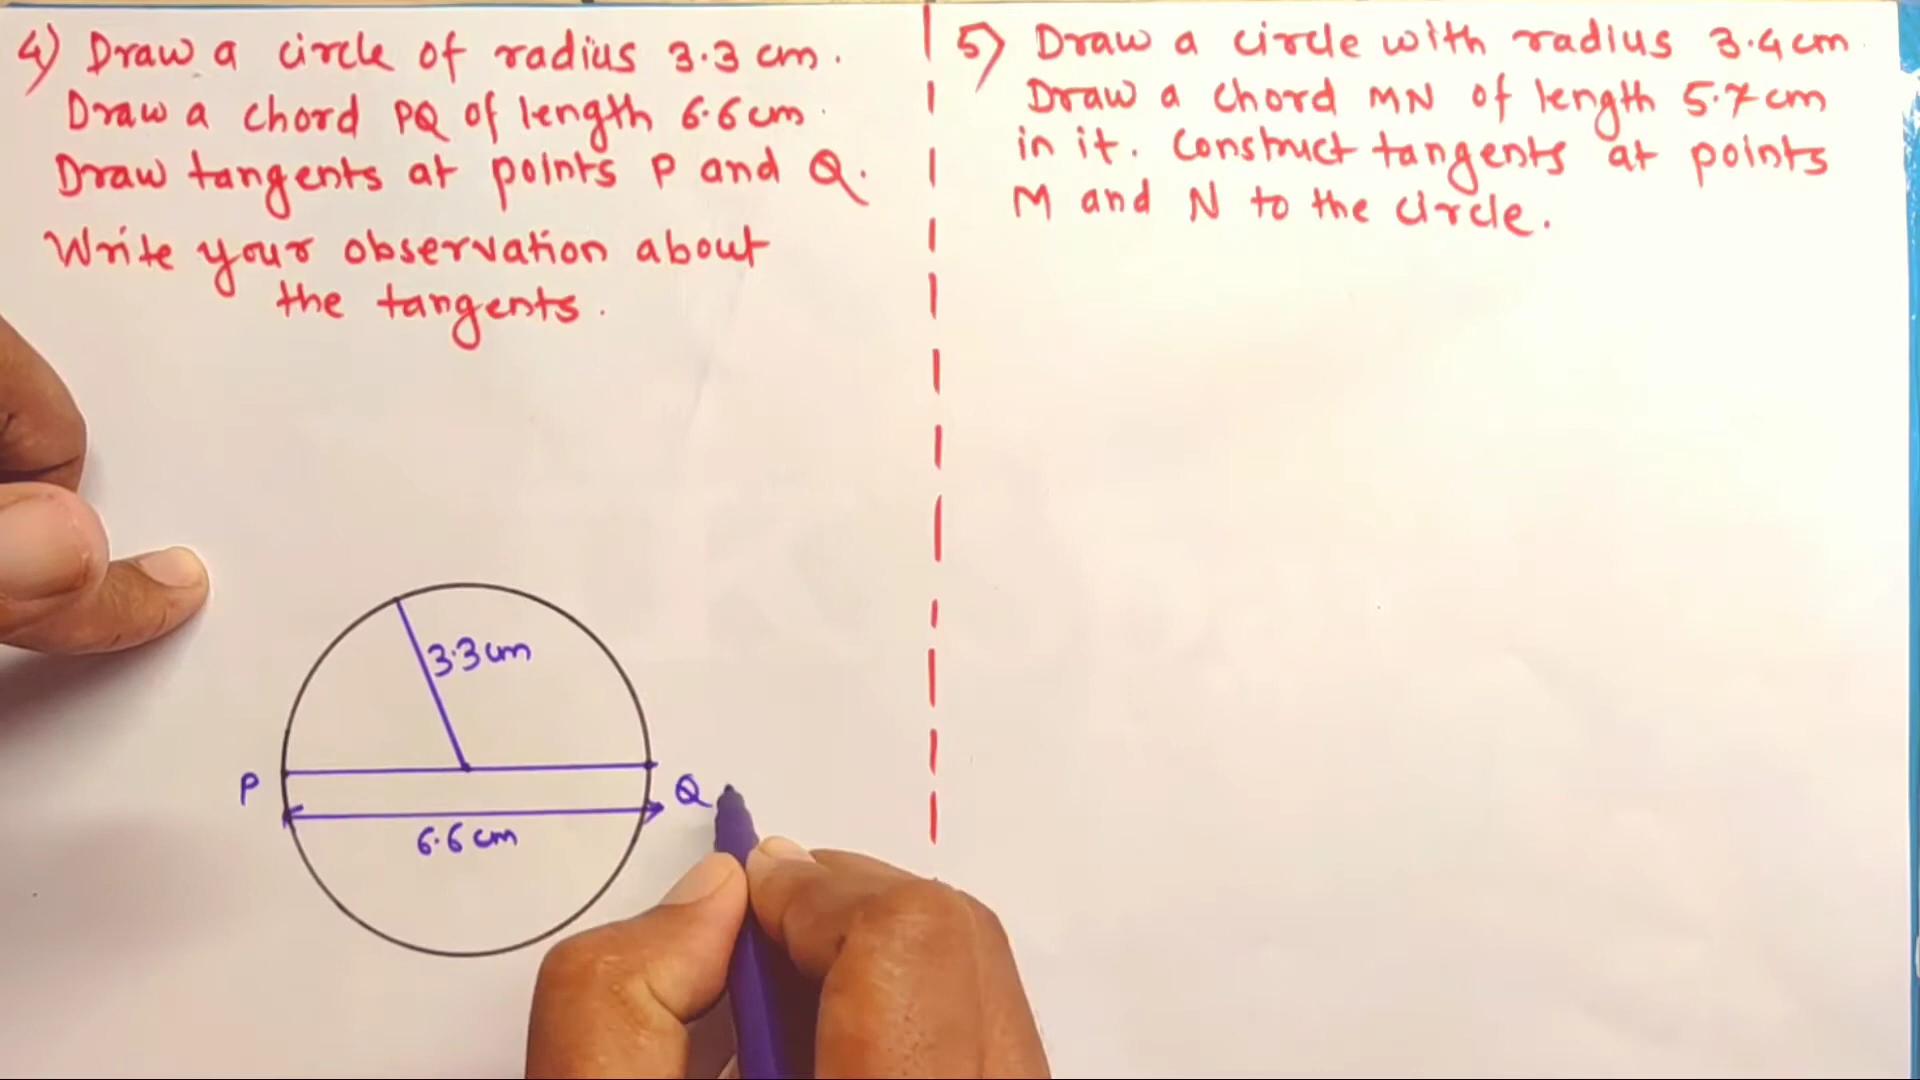 4) Draw a circle of radius 3.3 cm.
Draw a chord PQ of length 6.6 cm.
Draw tangents at points P and Q.
Write your observation about
the tangents.
3.3 cm
P
Q
6.6 cm
5) Draw a circle with radius 3.4 cm.
Draw a chord MN of length 5.7 cm
in it. Construct tangents at points
M and N to the circle.